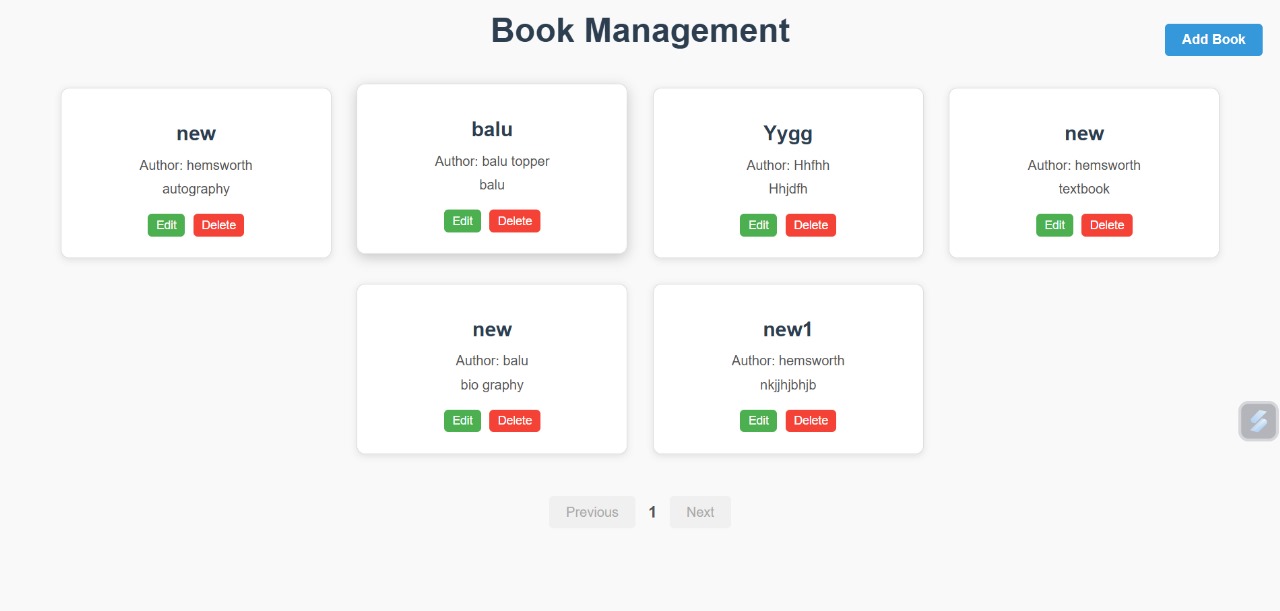 Book Management
Add Book
new
Author: hemsworth
autography
Edit Delete
balu
Author: balu topper
balu
Edit Delete
Yygg
Author: Hhfhh
Hhjdfh
Edit Delete
new
Author: hemsworth
textbook
Edit Delete
new
Author: balu
bio graphy
Edit Delete
new1
Author: hemsworth
nkjjhjbhjb
Edit Delete
Previous 1 Next